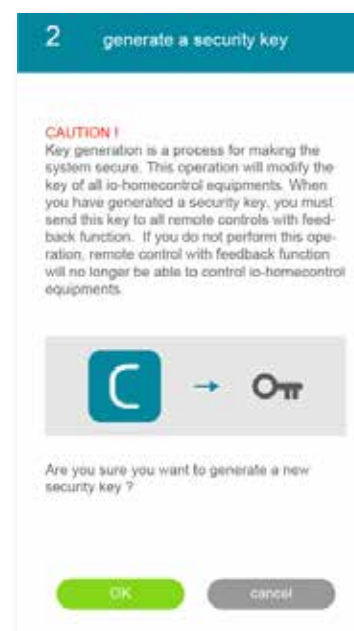 2 generate a security key
CAUTION !
Key generation is a process for making the
system secure. This operation will modify the
key of all io-homecontrol equipments. When
you have generated a security key, you must
send this key to all remote controls with feed-
back function. If you do not perform this ope-
ration, remote control with feedback function
will no longer be able to control io-homecontrol
equipments.
Are you sure you want to generate a new
security key ?
OK cancel